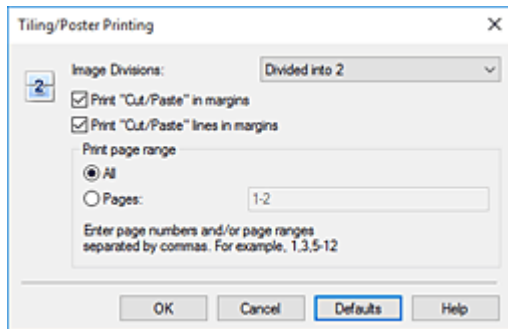 Tiling/Poster Printing
Image Divisions: Divided into 2
2
Print "Cut/Paste" in margins
Print "Cut/Paste" lines in margins
Print page range
All
Pages: 1-2
Enter page numbers and/or page ranges
separated by commas. For example, 1,3,5-12
OK Cancel Defaults Help